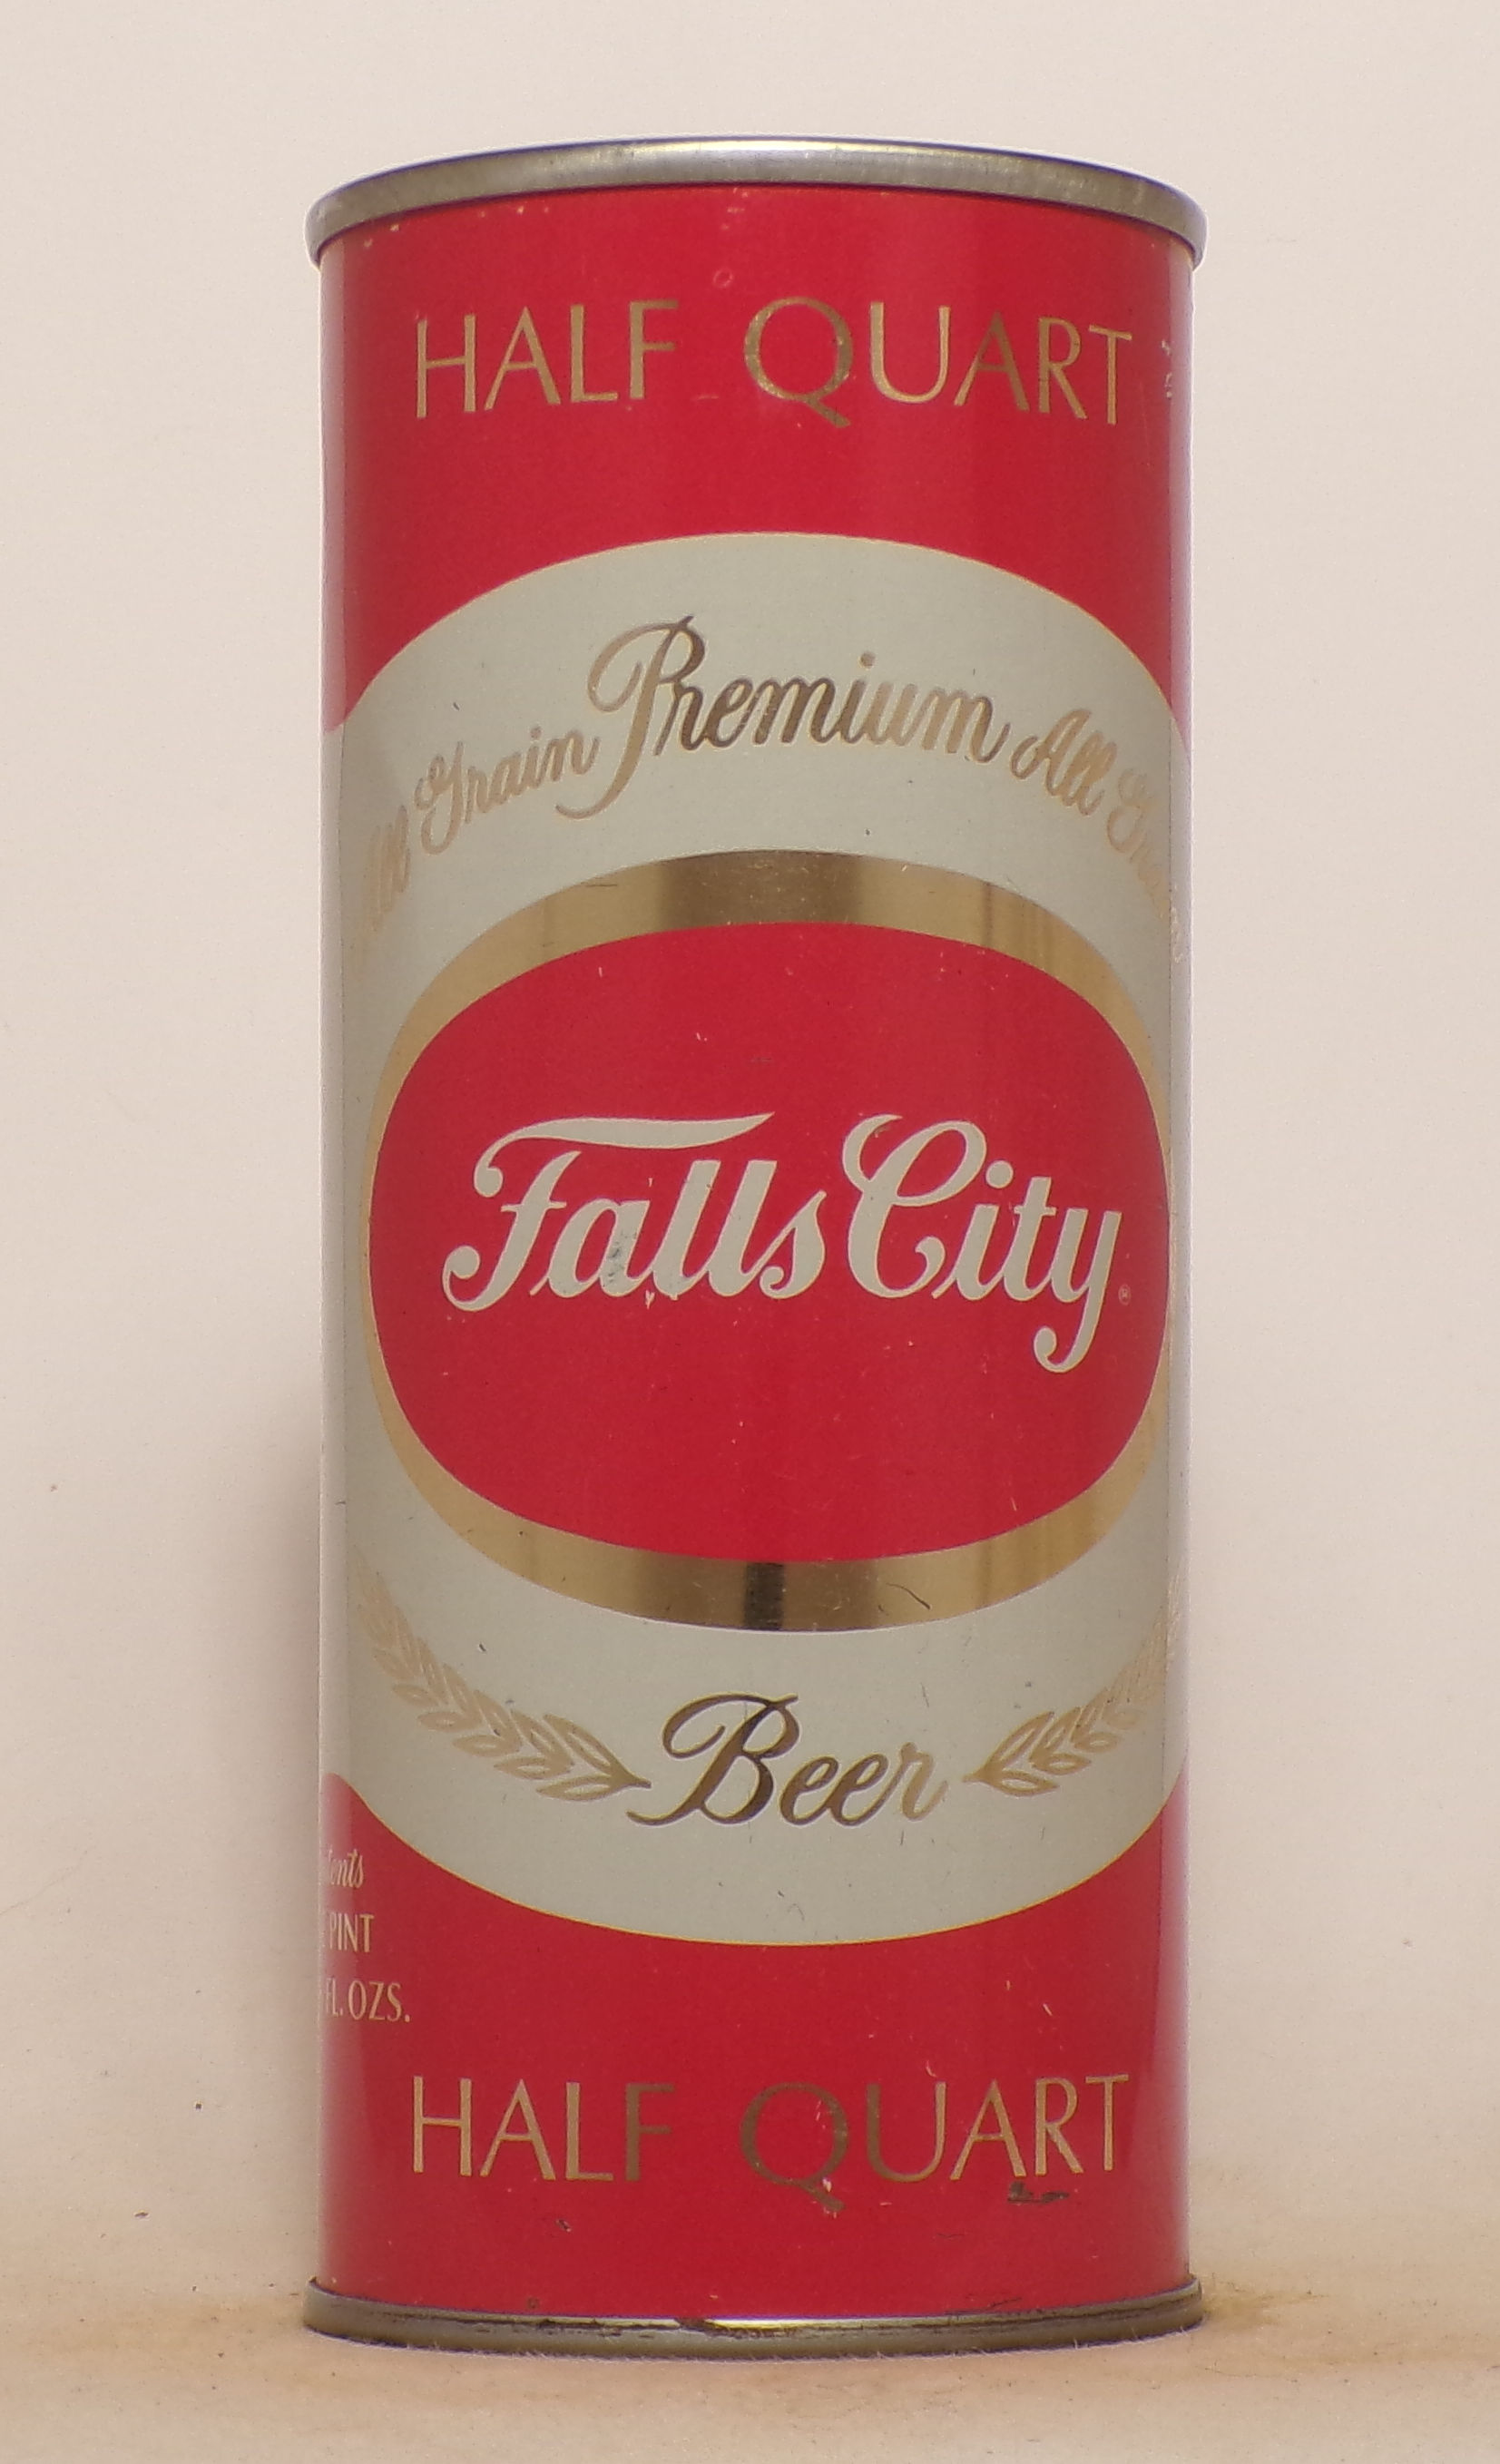 HALF QUART
All Grain Premium All
Falls City
Beer
PINT
FL. OZS.
HALF QUART